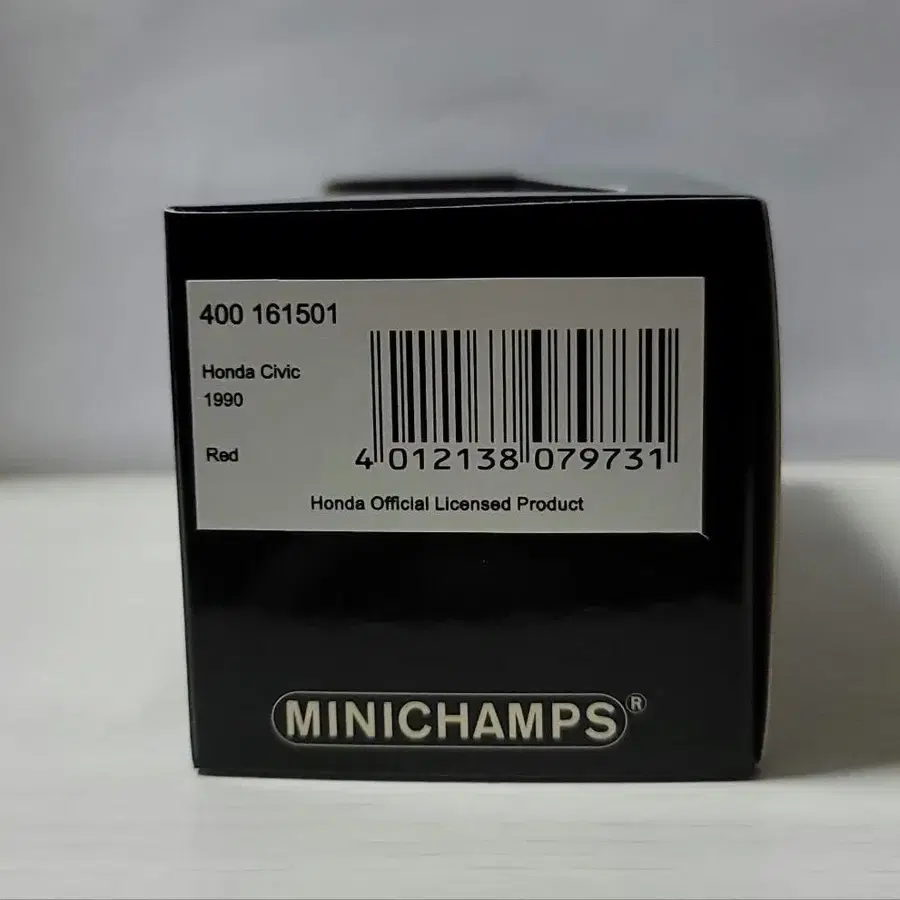 400 161501
Honda Civic
1990
Red
4 012138 079731
Honda Official Licensed Product
MINICHAMPS®